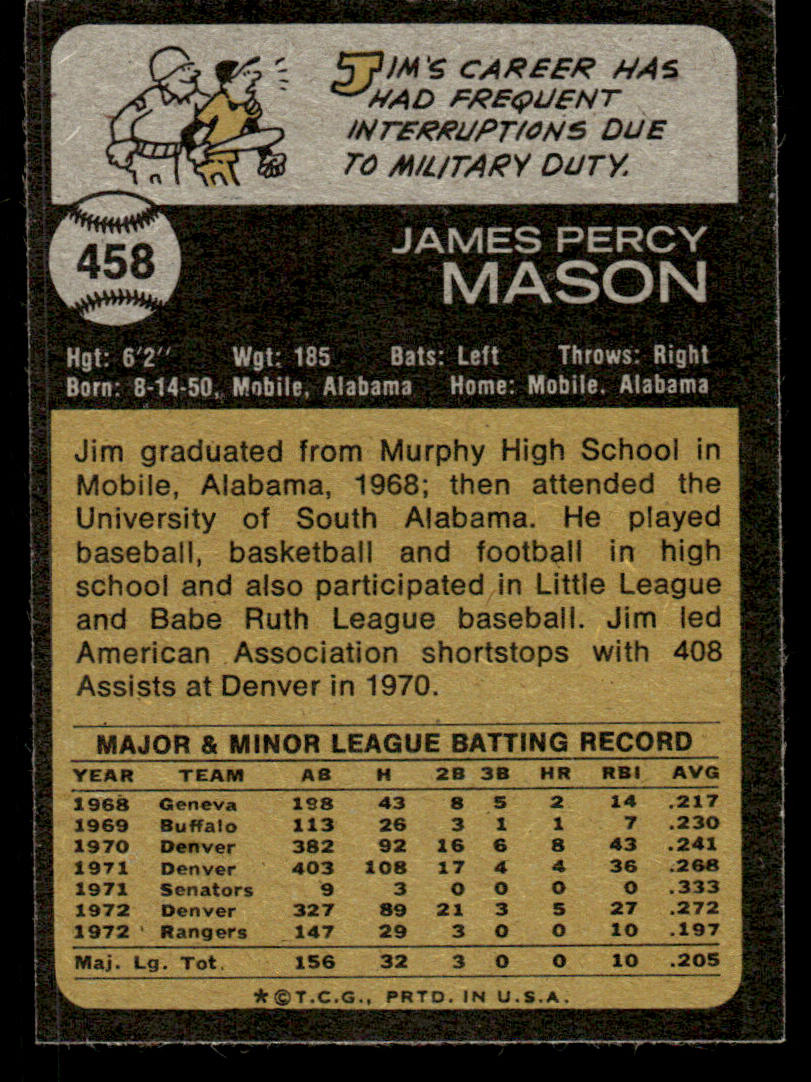 JIM'S CAREER HAS
HAD FREQUENT
INTERRUPTIONS DUE
TO MILITARY DUTY.
458
JAMES PERCY
MASON
Hgt: 6'2" Wgt: 185 Bats: Left Throws: Right
Born: 8-14-50, Mobile, Alabama Home: Mobile, Alabama
Jim graduated from Murphy High School in
Mobile, Alabama, 1968; then attended the
University of South Alabama. He played
baseball, basketball and football in high
school and also participated in Little League
and Babe Ruth League baseball. Jim led
American Association shortstops with 408
Assists at Denver in 1970.
MAJOR & MINOR LEAGUE BATTING RECORD
YEAR TEAM AB H 2B 3B HR RBI AVG
1968 Geneva 198 43 8 5 2 14 .217
1969 Buffalo 113 26 3 1 1 7 .230
1970 Denver 382 92 16 6 8 43 .241
1971 Denver 403 108 17 4 4 36 .268
1971 Senators 9 3 0 0 0 0 .333
1972 Denver 327 89 21 3 5 27 .272
1972 Rangers 147 29 3 0 0 10 .197
Maj. Lg. Tot. 156 32 3 0 0 10 .205
*©T.C.G., PRTD. IN U.S.A.